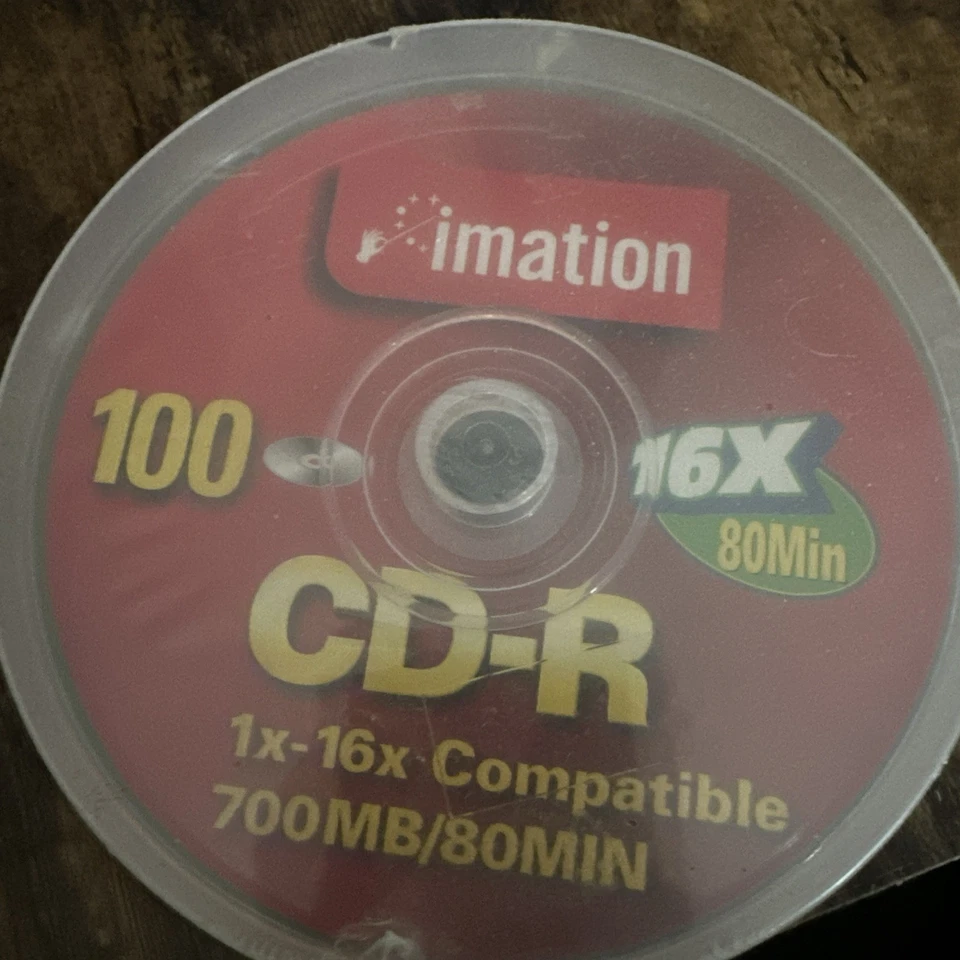 imation
100
16X
80Min
CD-R
1x-16x Compatible
700MB/80MIN